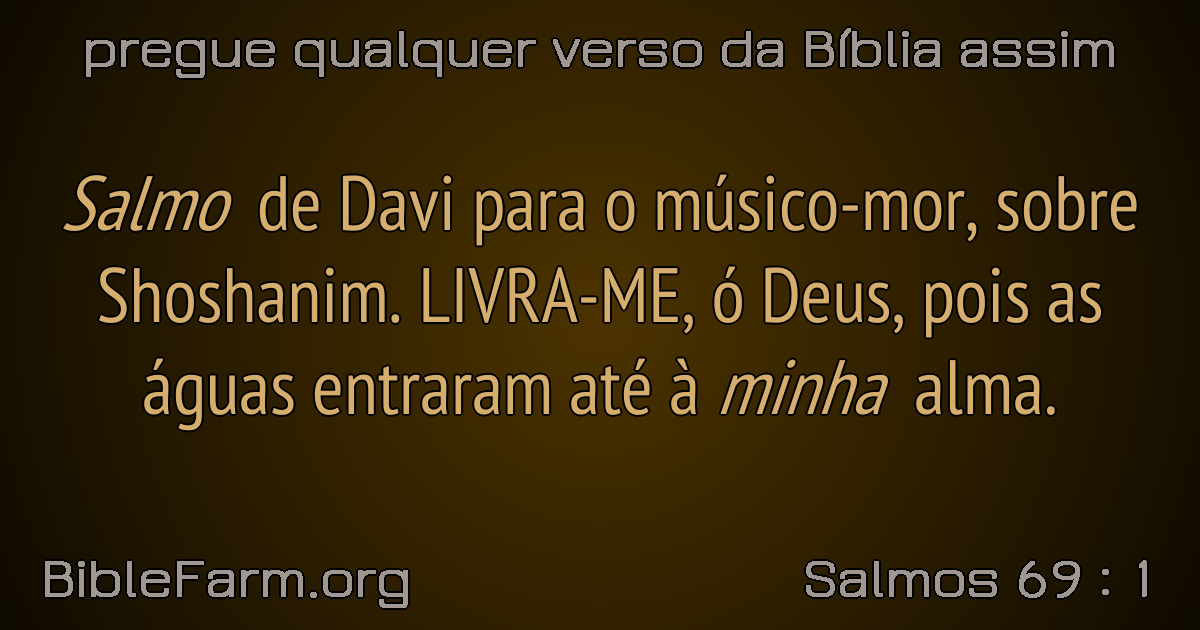 pregue qualquer verso da Bíblia assim
Salmo de Davi para o músico-mor, sobre
Shoshanim. LIVRA-ME, ó Deus, pois as
águas entraram até à minha alma.
BibleFarm.org
Salmos 69 : 1